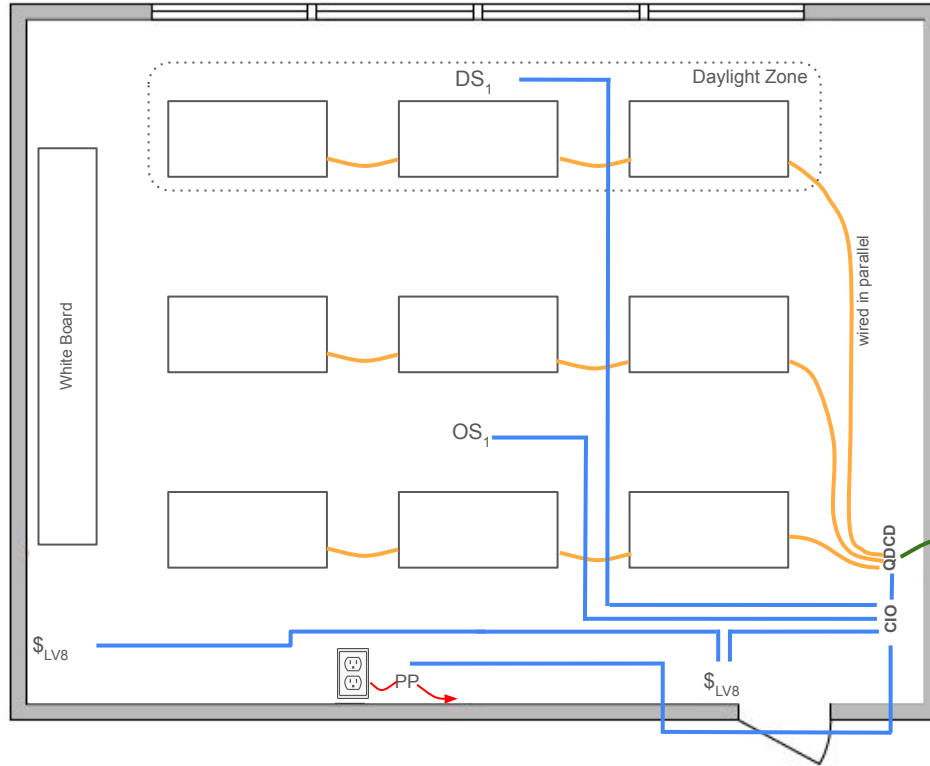 DS1
Daylight Zone
White Board
wired in parallel
OS1
QDCD
CIO
$LV8
PP
$LV8